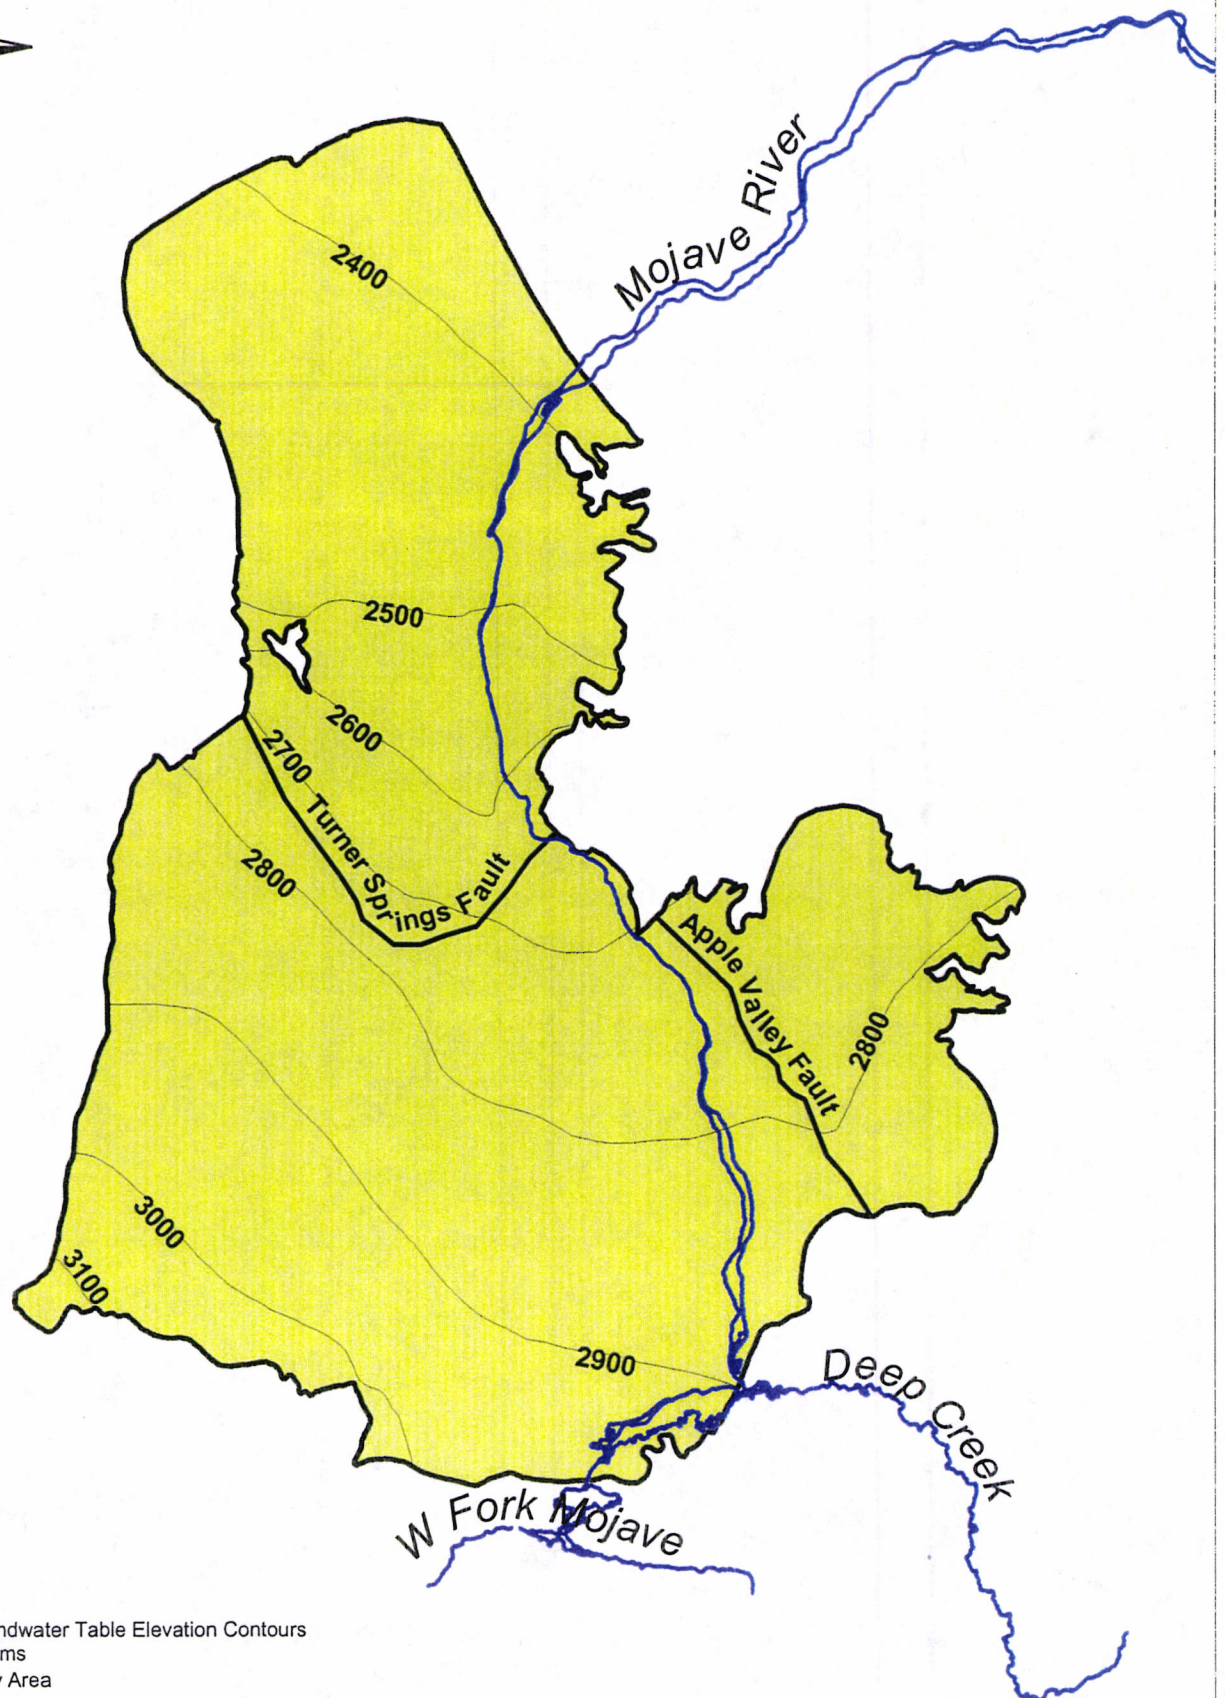 Mojave River
2400
2500
2600
2700
Turner Springs Fault
2800
Apple Valley Fault
2800
3000
3100
2900
Deep Creek
W Fork Mojave
ndwater Table Elevation Contours
ms
Area